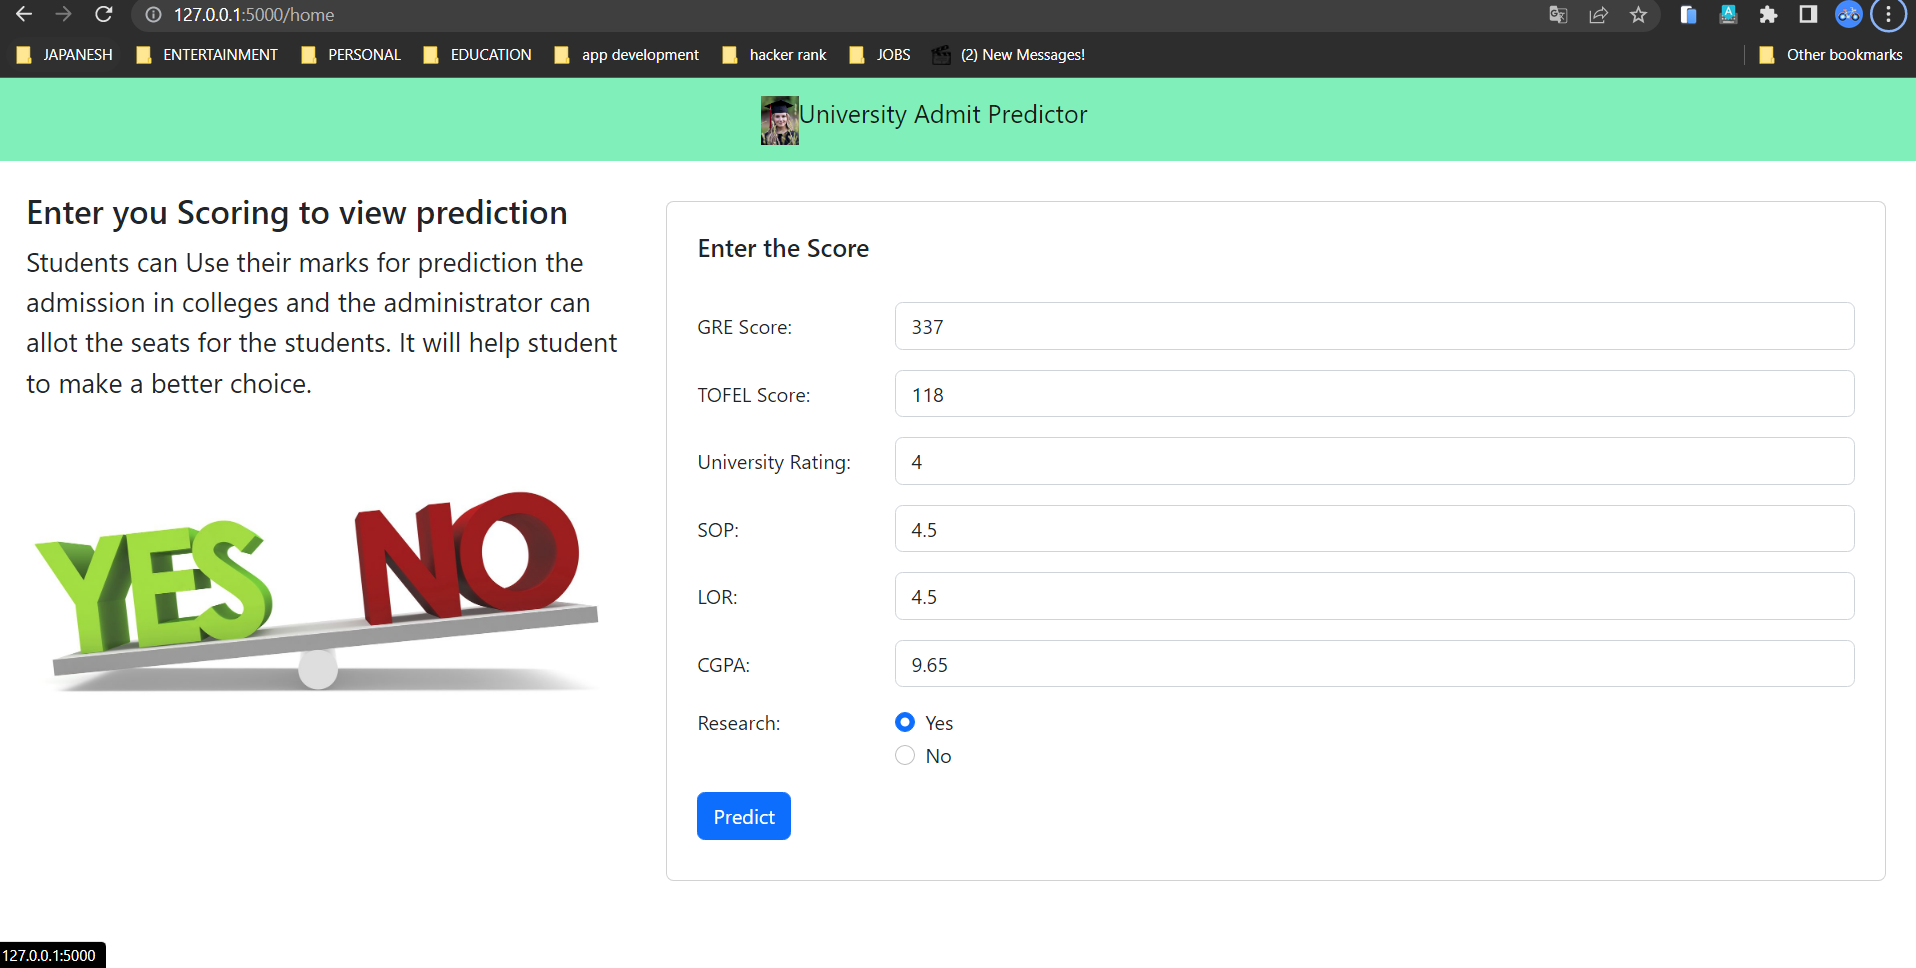 127.0.0.1:5000/home
JAPANESH ENTERTAINMENT PERSONAL EDUCATION app development hacker rank JOBS (2) New Messages! Other bookmarks
University Admit Predictor
Enter you Scoring to view prediction
Students can Use their marks for prediction the
admission in colleges and the administrator can
allot the seats for the students. It will help student
to make a better choice.
YES NO
Enter the Score
GRE Score: 337
TOFEL Score: 118
University Rating: 4
SOP: 4.5
LOR: 4.5
CGPA: 9.65
Research: Yes
No
Predict
127.0.0.1:5000